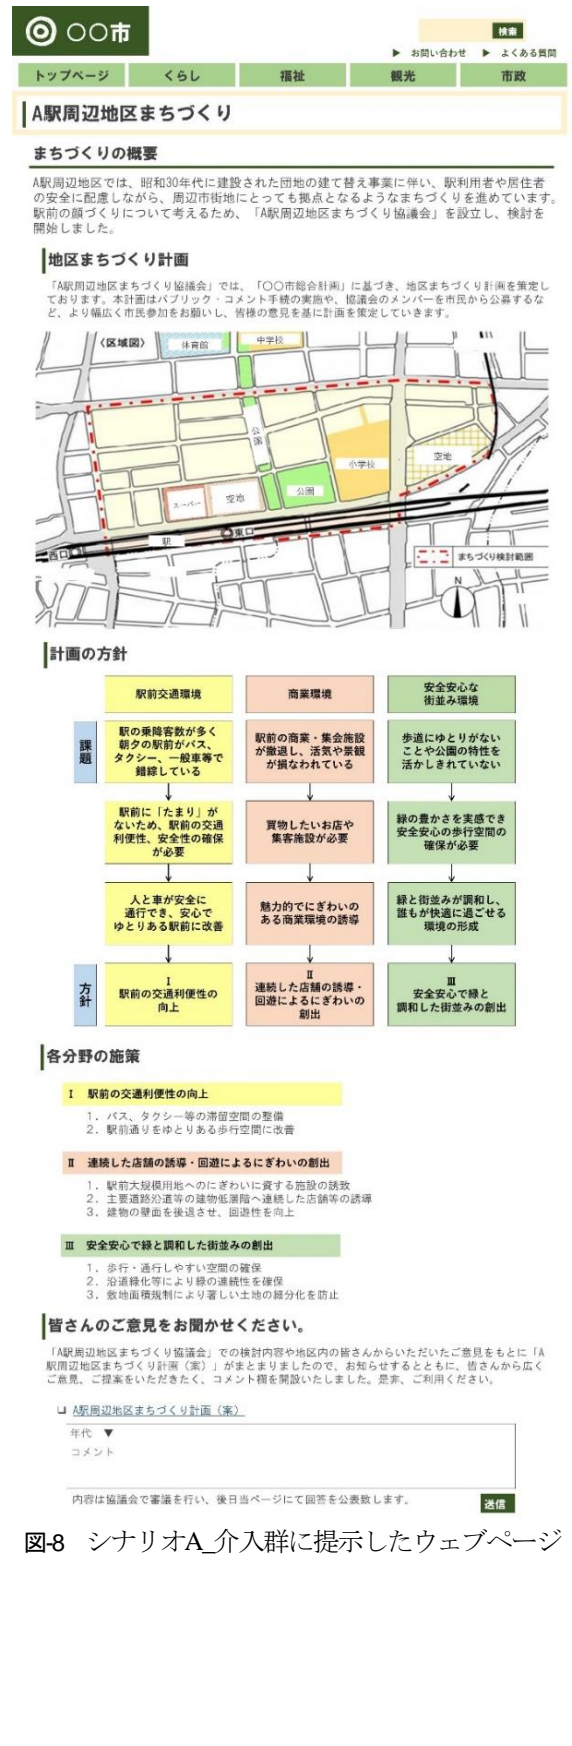 ◎ 〇〇市
検索
▶ お問い合わせ ▶ よくある質問
トップページ くらし 福祉 観光 市政
A駅周辺地区まちづくり
まちづくりの概要
A駅周辺地区では、昭和30年代に建設された団地の建て替え事業に伴い、駅利用者や居住者
の安全に配慮しながら、周辺市街地にとっても拠点となるようなまちづくりを進めています。
駅前の顔づくりについて考えるため、「A駅周辺地区まちづくり協議会」を設立し、検討を
開始しました。
地区まちづくり計画
「A駅周辺地区まちづくり協議会」では、「〇〇市総合計画」に基づき、地区まちづくり計画を策定し
ております。本計画はパブリック・コメント手続の実施や、協議会のメンバーを市民から公募するな
ど、より幅広く市民参加をお願いし、皆様の意見を基に計画を策定していきます。
〈区域図〉
体育館
中学校
公園
小学校
空地
公園
スーパー
空地
東口
駅
西口
まちづくり検討範囲
N
計画の方針
駅前交通環境
商業環境
安全安心な
街並み環境
課題
駅の乗降客数が多く
朝夕の駅前がバス、
タクシー、一般車等で
錯綜している
駅前の商業・集会施設
が撤退し、活気や景観
が損なわれている
歩道にゆとりがない
ことや公園の特性を
活かしきれていない
駅前に「たまり」が
ないため、駅前の交通
利便性、安全性の確保
が必要
買物したいお店や
集客施設が必要
緑の豊かさを実感でき
安全安心の歩行空間の
確保が必要
人と車が安全に
通行でき、安心で
ゆとりある駅前に改善
魅力的でにぎわいの
ある商業環境の誘導
緑と街並みが調和し、
誰もが快適に過ごせる
環境の形成
方針
Ⅰ
駅前の交通利便性の
向上
Ⅱ
連続した店舗の誘導・
回遊によるにぎわいの
創出
Ⅲ
安全安心で緑と
調和した街並みの創出
各分野の施策
Ⅰ 駅前の交通利便性の向上
1. バス、タクシー等の滞留空間の整備
2. 駅前通りをゆとりある歩行空間に改善
Ⅱ 連続した店舗の誘導・回遊によるにぎわいの創出
1. 駅前大規模用地へのにぎわいに資する施設の誘致
2. 主要道路沿道等の建物低層階へ連続した店舗等の誘導
3. 建物の壁面を後退させ、回遊性を向上
Ⅲ 安全安心で緑と調和した街並みの創出
1. 歩行・通行しやすい空間の確保
2. 沿道緑化等により緑の連続性を確保
3. 敷地面積規制により著しい土地の細分化を防止
皆さんのご意見をお聞かせください。
「A駅周辺地区まちづくり協議会」での検討内容や地区内の皆さんからいただいたご意見をもとに「A
駅周辺地区まちづくり計画（案）」がまとまりましたので、お知らせするとともに、皆さんから広く
ご意見、ご提案をいただきたく、コメント欄を開設いたしました。是非、ご利用ください。
❏ A駅周辺地区まちづくり計画（案）
年代 ▼
コメント
内容は協議会で審議を行い、後日当ページにて回答を公表致します。
送信
図-8 シナリオA_介入群に提示したウェブページ